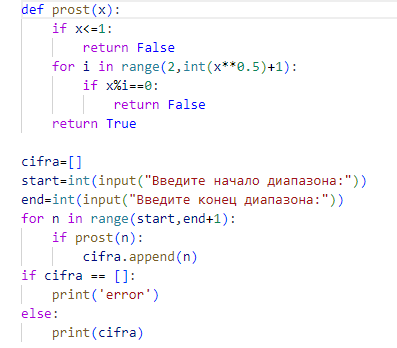 def prost(x):
    if x<=1:
        return False
    for i in range(2,int(x**0.5)+1):
        if x%i==0:
            return False
    return True

cifra=[]
start=int(input("Введите начало диапазона:"))
end=int(input("Введите конец диапазона:"))
for n in range(start,end+1):
    if prost(n):
        cifra.append(n)
if cifra == []:
    print('error')
else:
    print(cifra)